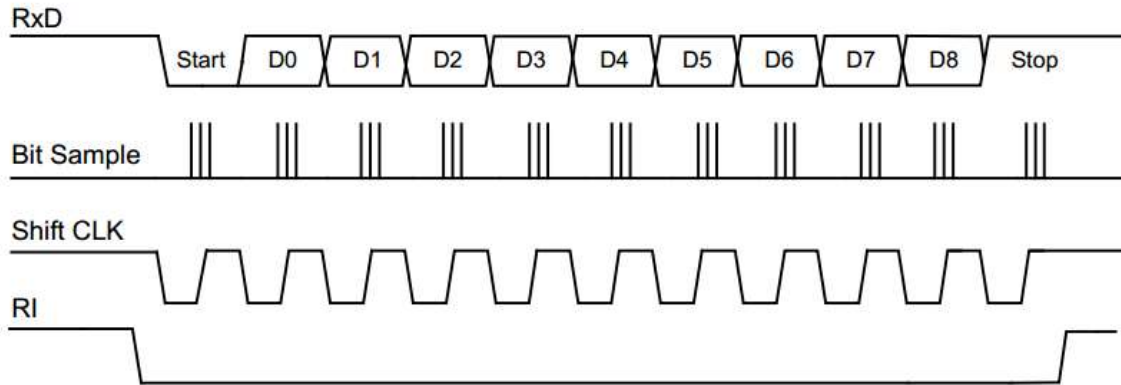 RxD
Start D0 D1 D2 D3 D4 D5 D6 D7 D8 Stop
Bit Sample
Shift CLK
RI